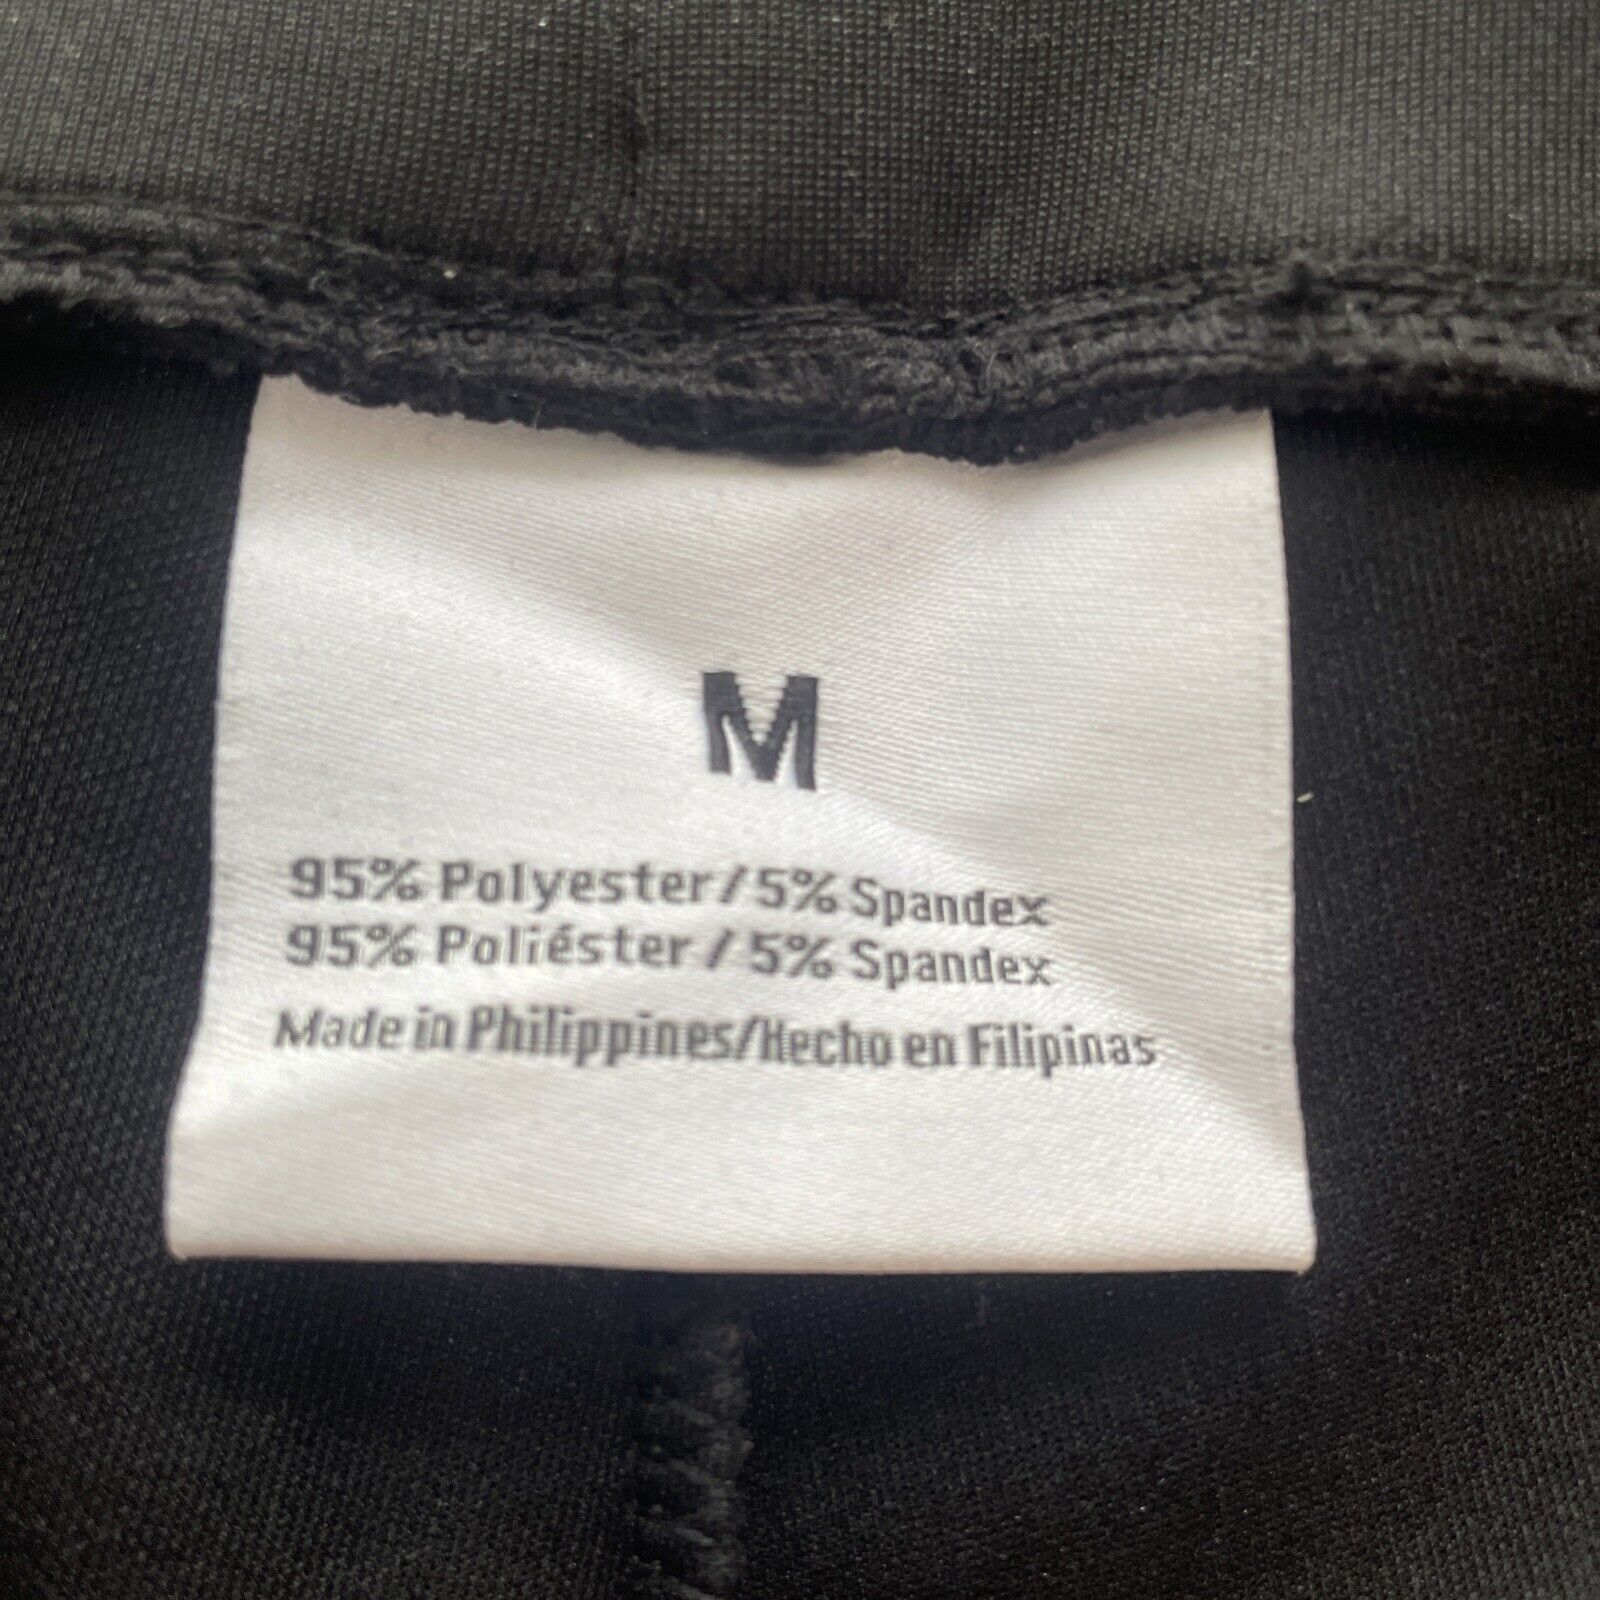 M
95% Polyester/5% Spandex
95% Poliéster / 5% Spandex
Made in Philippines/Hecho en Filipinas